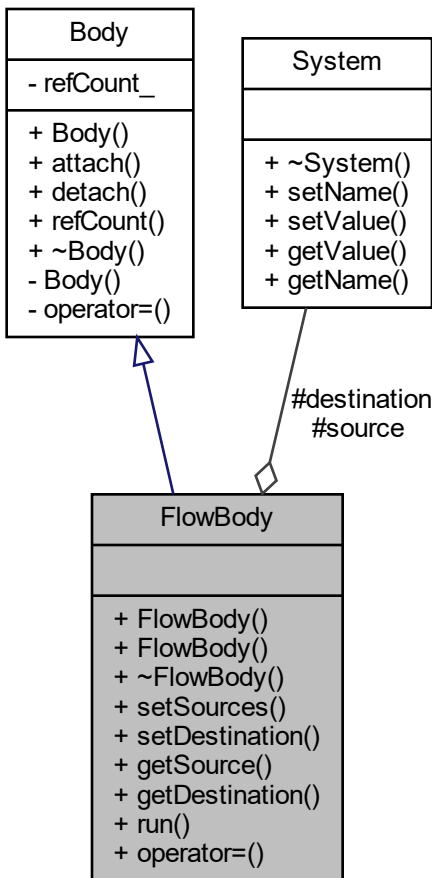 Body
- refCount_
+ Body()
+ attach()
+ detach()
+ refCount()
+ ~Body()
- Body()
- operator=()
System
+ ~System()
+ setName()
+ setValue()
+ getValue()
+ getName()
#destination
#source
FlowBody
+ FlowBody()
+ FlowBody()
+ ~FlowBody()
+ setSources()
+ setDestination()
+ getSource()
+ getDestination()
+ run()
+ operator=()